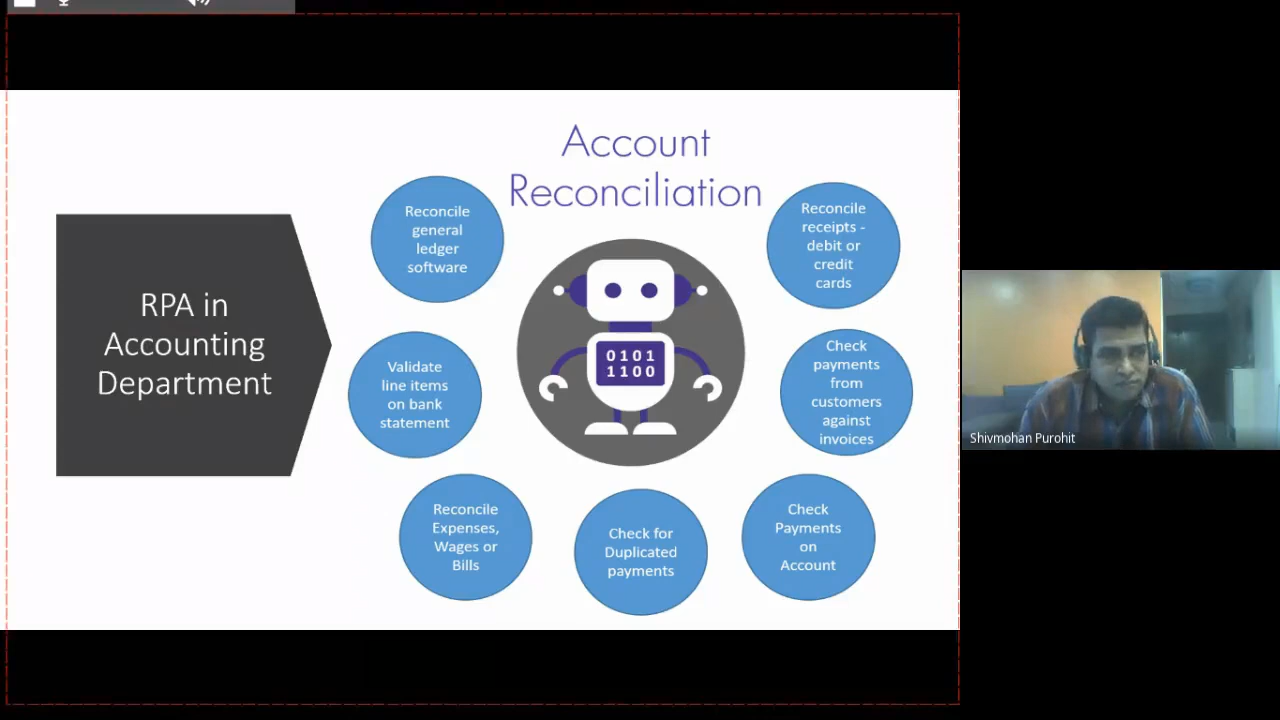 Account
Reconciliation
RPA in
Accounting
Department
Reconcile
general
ledger
software
Reconcile
receipts -
debit or
credit
cards
Validate
line items
on bank
statement
0101
1100
Check
payments
from
customers
against
invoices
Reconcile
Expenses,
Wages or
Bills
Check for
Duplicated
payments
Check
Payments
on
Account
Shivmohan Purohit